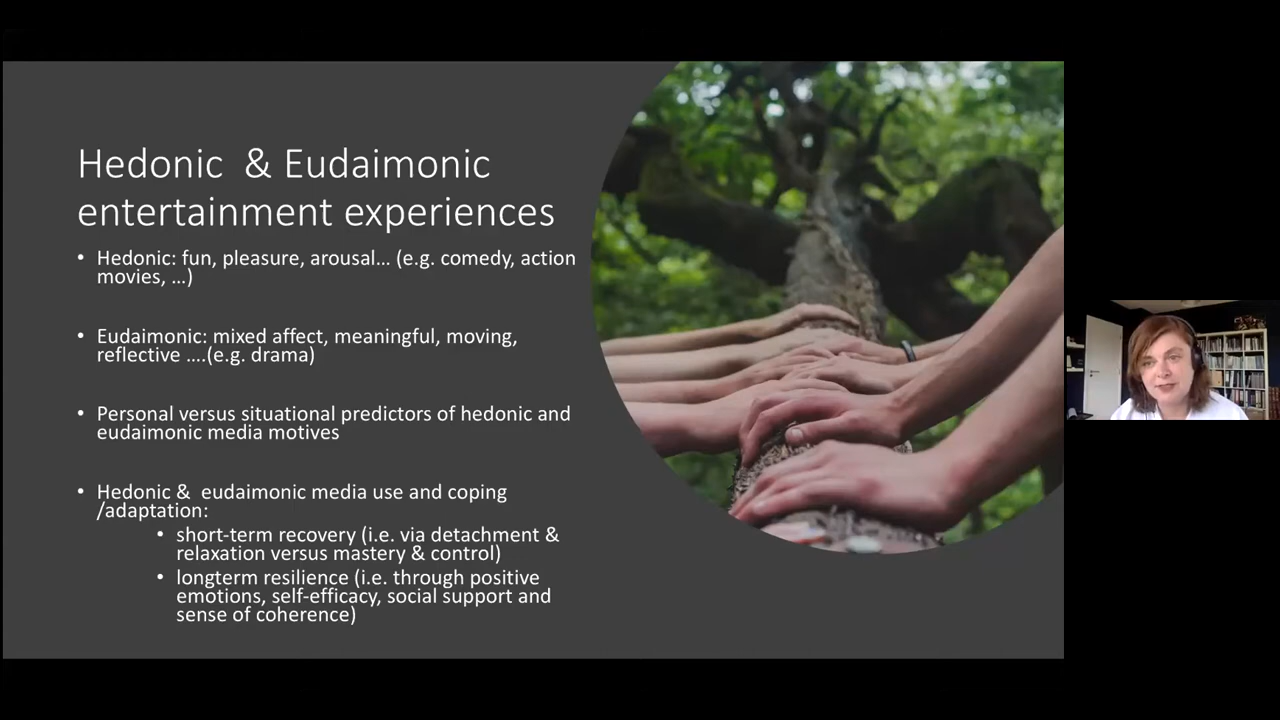 Hedonic  & Eudaimonic
entertainment experiences
• Hedonic: fun, pleasure, arousal... (e.g. comedy, action
movies, ...)
• Eudaimonic: mixed affect, meaningful, moving,
reflective ....(e.g. drama)
• Personal versus situational predictors of hedonic and
eudaimonic media motives
• Hedonic &  eudaimonic media use and coping
/adaptation:
• short-term recovery (i.e. via detachment &
relaxation versus mastery & control)
• longterm resilience (i.e. through positive
emotions, self-efficacy, social support and
sense of coherence)